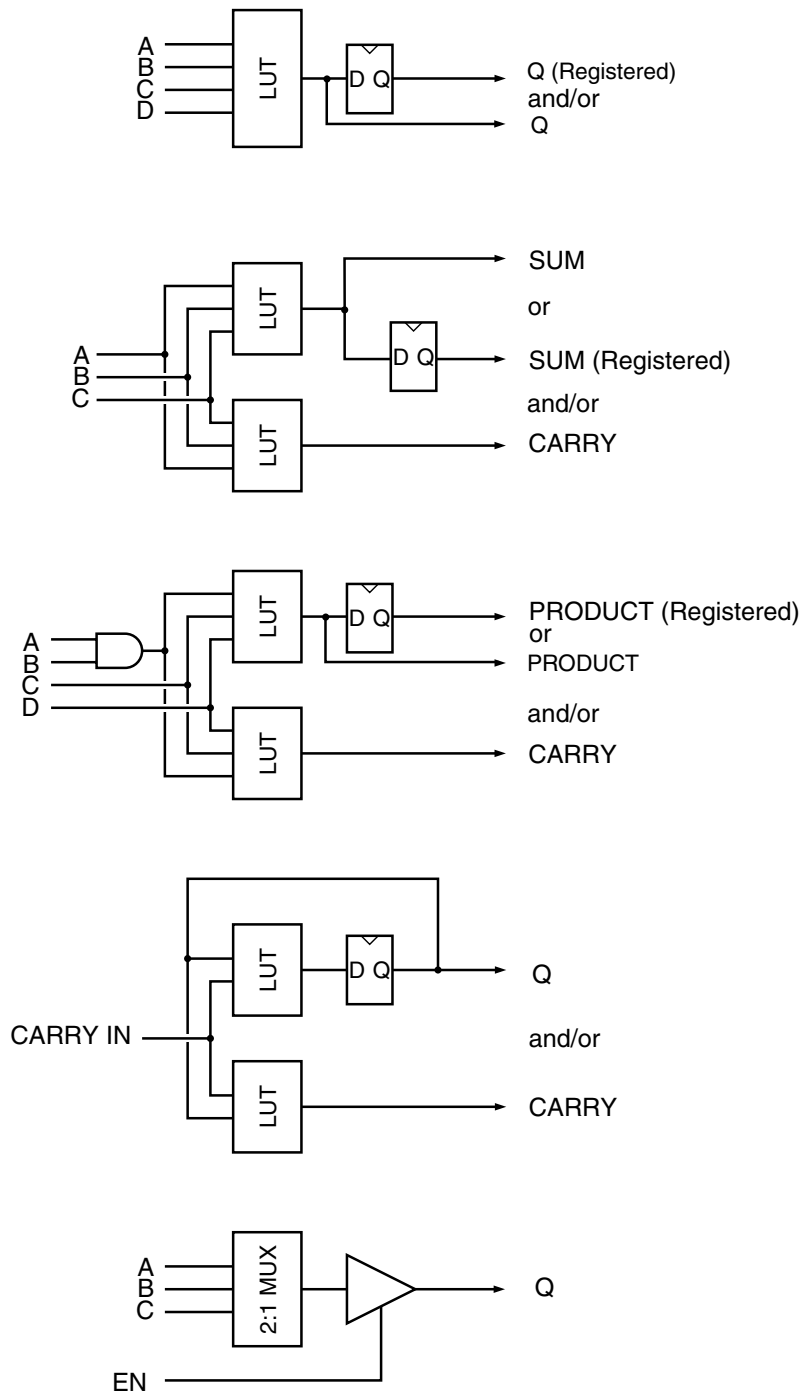 A
B
C
D
LUT
D Q
Q (Registered)
and/or
Q
A
B
C
LUT
LUT
D Q
SUM
or
SUM (Registered)
and/or
CARRY
A
B
C
D
LUT
LUT
D Q
PRODUCT (Registered)
or
PRODUCT
and/or
CARRY
CARRY IN
LUT
LUT
D Q
Q
and/or
CARRY
A
B
C
2:1 MUX
EN
Q